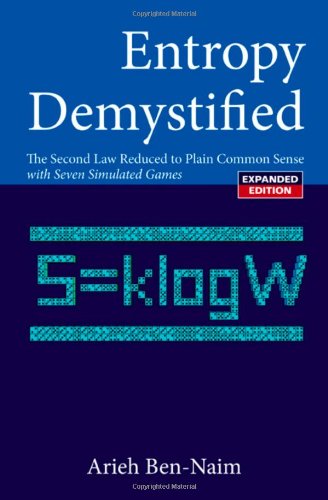 Entropy
Demystified
The Second Law Reduced to Plain Common Sense
with Seven Simulated Games
EXPANDED
EDITION
S=klogW
Arieh Ben-Naim